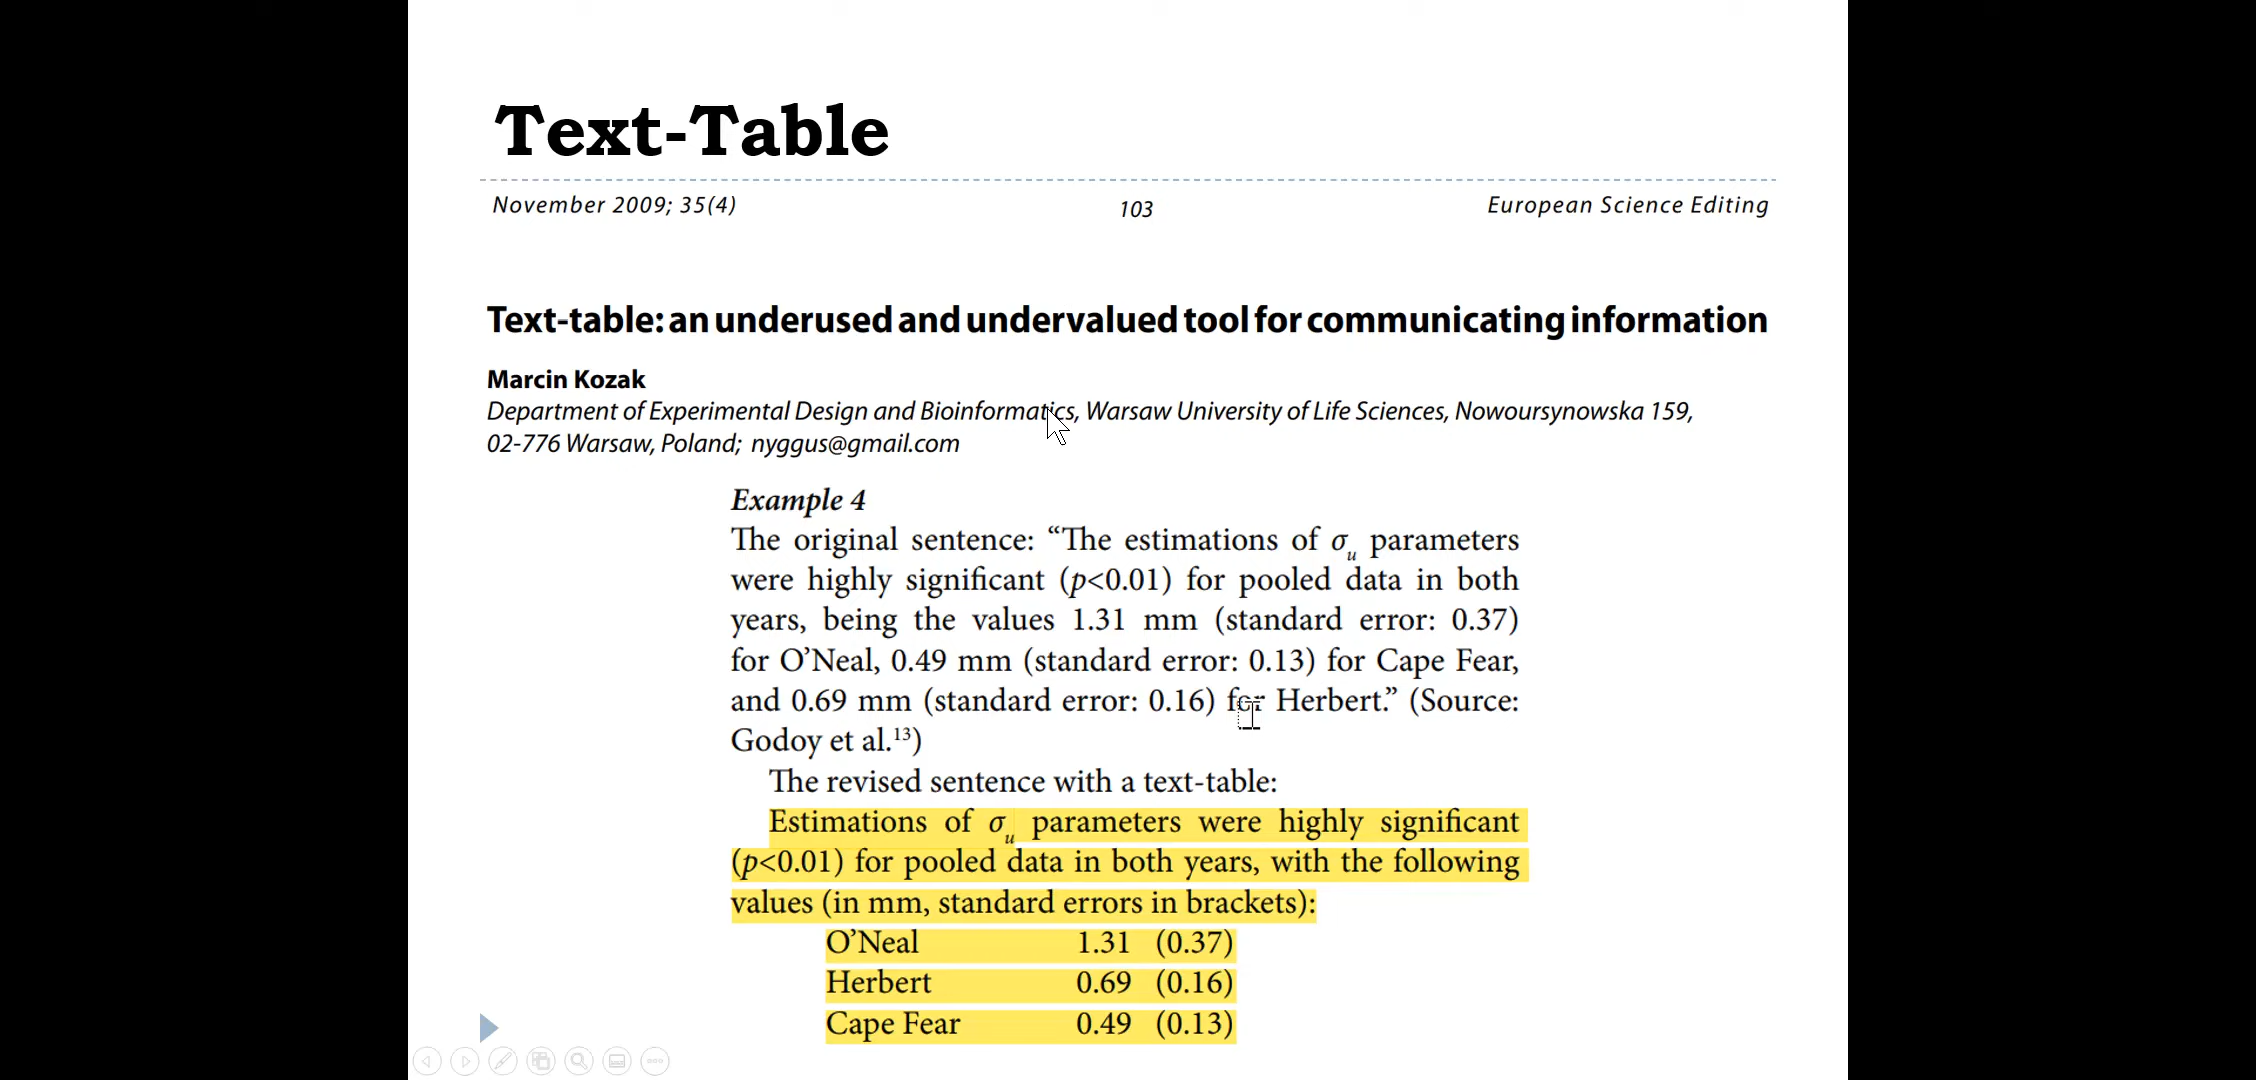 Text-Table
November 2009; 35(4) 103 European Science Editing
Text-table: an underused and undervalued tool for communicating information
Marcin Kozak
Department of Experimental Design and Bioinformatics, Warsaw University of Life Sciences, Nowoursynowska 159,
02-776 Warsaw, Poland; nyggus@gmail.com
Example 4
The original sentence: “The estimations of σu parameters
were highly significant (p<0.01) for pooled data in both
years, being the values 1.31 mm (standard error: 0.37)
for O’Neal, 0.49 mm (standard error: 0.13) for Cape Fear,
and 0.69 mm (standard error: 0.16) for Herbert.” (Source:
Godoy et al.13)
The revised sentence with a text-table:
Estimations of σu parameters were highly significant
(p<0.01) for pooled data in both years, with the following
values (in mm, standard errors in brackets):
O’Neal 1.31 (0.37)
Herbert 0.69 (0.16)
Cape Fear 0.49 (0.13)